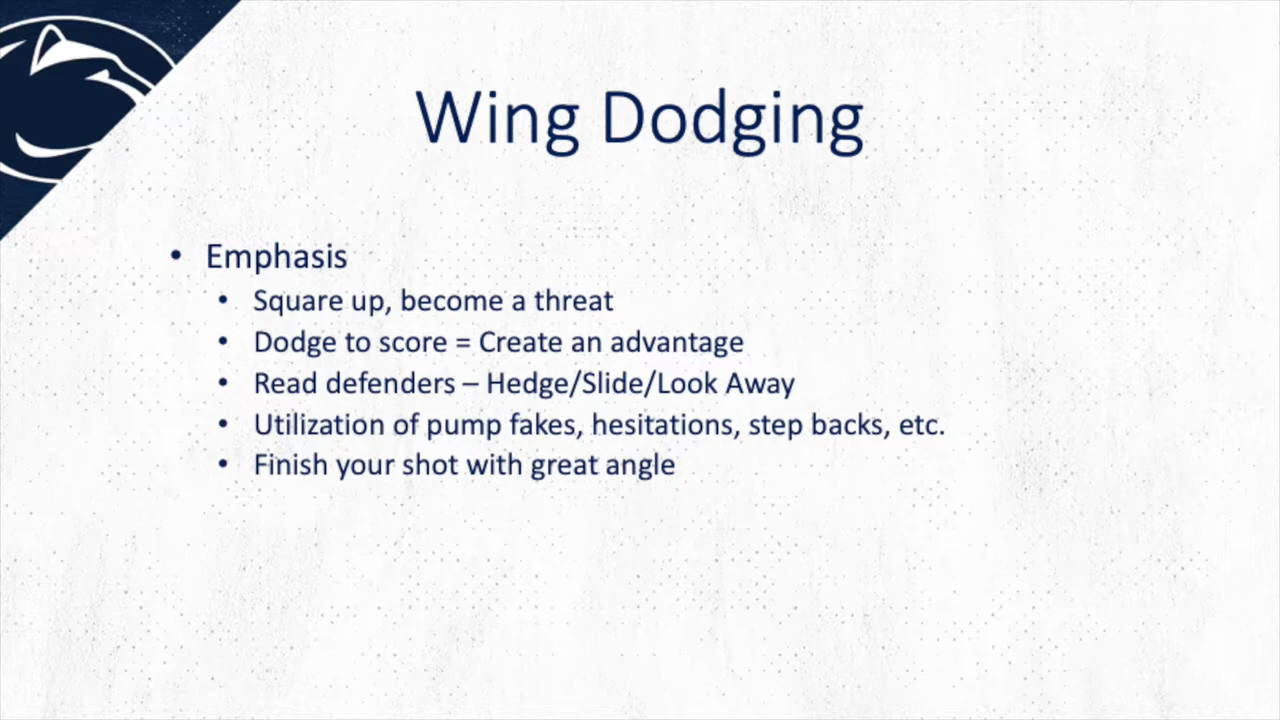 Wing Dodging
• Emphasis
• Square up, become a threat
• Dodge to score = Create an advantage
• Read defenders – Hedge/Slide/Look Away
• Utilization of pump fakes, hesitations, step backs, etc.
• Finish your shot with great angle